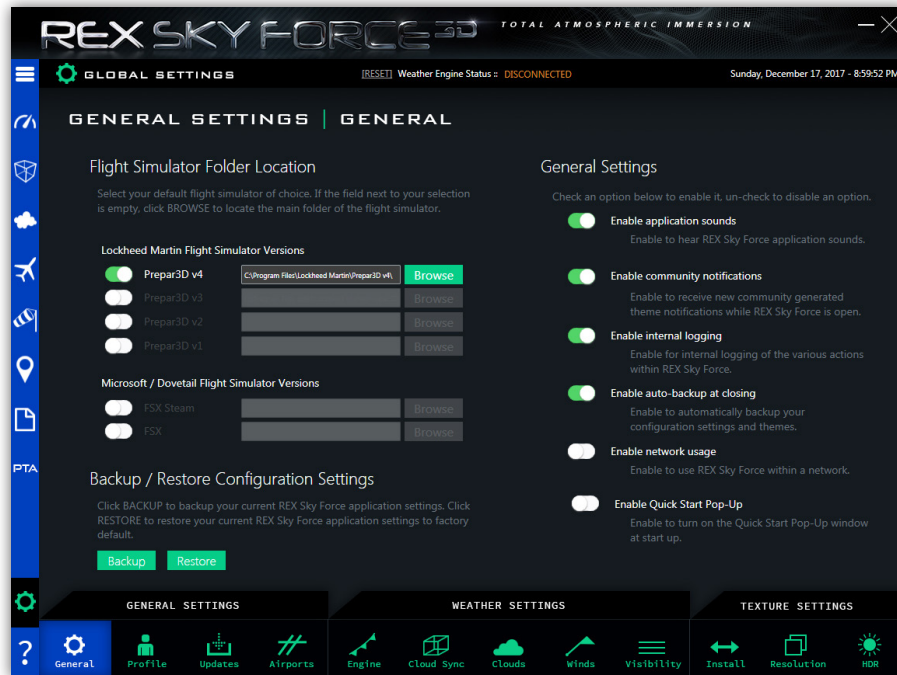 REX SKY FORCE 3D
TOTAL ATMOSPHERIC IMMERSION
GLOBAL SETTINGS
[RESET] Weather Engine Status :: DISCONNECTED
Sunday, December 17, 2017 - 8:59:52 PM
GENERAL SETTINGS | GENERAL
Flight Simulator Folder Location
Select your default flight simulator of choice. If the field next to your selection
is empty, click BROWSE to locate the main folder of the flight simulator.
Lockheed Martin Flight Simulator Versions
Prepar3D v4 C:\Program Files\Lockheed Martin\Prepar3D v4\ Browse
Prepar3D v3 Browse
Prepar3D v2 Browse
Prepar3D v1 Browse
Microsoft / Dovetail Flight Simulator Versions
FSX Steam Browse
FSX Browse
Backup / Restore Configuration Settings
Click BACKUP to backup your current REX Sky Force application settings. Click
RESTORE to restore your current REX Sky Force application settings to factory
default.
Backup Restore
General Settings
Check an option below to enable it, un-check to disable an option.
Enable application sounds
Enable to hear REX Sky Force application sounds.
Enable community notifications
Enable to receive new community generated
theme notifications while REX Sky Force is open.
Enable internal logging
Enable for internal logging of the various actions
within REX Sky Force.
Enable auto-backup at closing
Enable to automatically backup your
configuration settings and themes.
Enable network usage
Enable to use REX Sky Force within a network.
Enable Quick Start Pop-Up
Enable to turn on the Quick Start Pop-Up window
at start up.
PTA
?
GENERAL SETTINGS WEATHER SETTINGS TEXTURE SETTINGS
General Profile Updates Airports Engine Cloud Sync Clouds Winds Visibility Install Resolution HDR